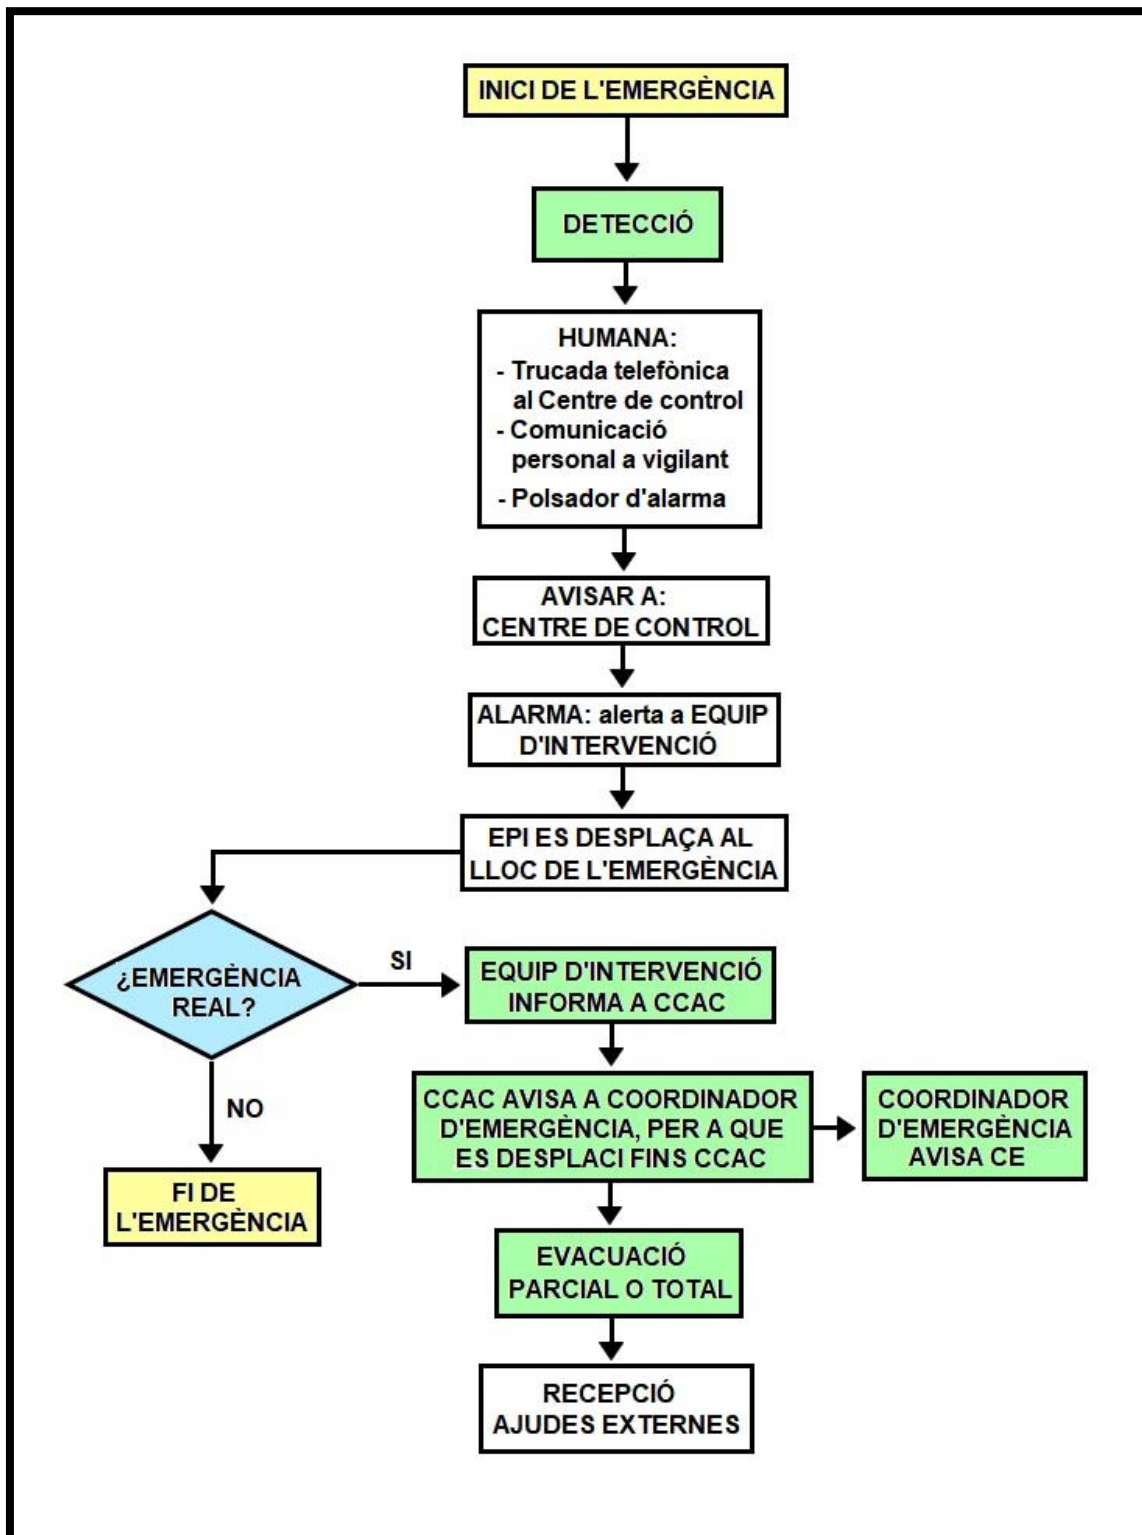 INICI DE L'EMERGÈNCIA
DETECCIÓ
HUMANA:
- Trucada telefònica
al Centre de control
- Comunicació
personal a vigilant
- Polsador d'alarma
AVISAR A:
CENTRE DE CONTROL
ALARMA: alerta a EQUIP
D'INTERVENCIÓ
EPI ES DESPLAÇA AL
LLOC DE L'EMERGÈNCIA
¿EMERGÈNCIA
REAL?
SI
EQUIP D'INTERVENCIÓ
INFORMA A CCAC
NO
FI DE
L'EMERGÈNCIA
CCAC AVISA A COORDINADOR
D'EMERGÈNCIA, PER A QUE
ES DESPLACI FINS CCAC
COORDINADOR
D'EMERGÈNCIA
AVISA CE
EVACUACIÓ
PARCIAL O TOTAL
RECEPCIÓ
AJUDES EXTERNES